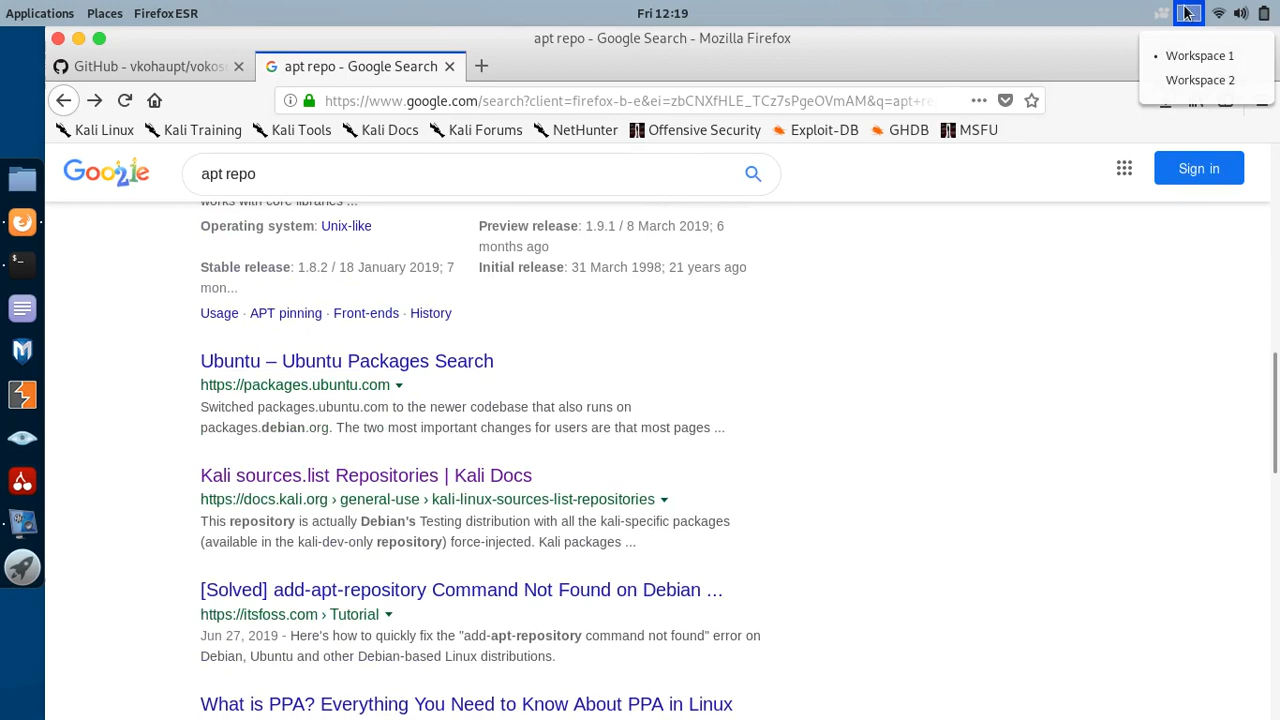 Applications Places Firefox ESR Fri 12:19
apt repo - Google Search - Mozilla Firefox
Workspace 1
Workspace 2
GitHub - vkohaupt/vokos
apt repo - Google Search
https://www.google.com/search?client=firefox-b-e&ei=zbCNXfHLE_TCz7sPgeOVmAM&q=apt+re
Kali Linux Kali Training Kali Tools Kali Docs Kali Forums NetHunter Offensive Security Exploit-DB GHDB MSFU
apt repo
Sign in
works with core libraries ...
Operating system: Unix-like
Preview release: 1.9.1 / 8 March 2019; 6
months ago
Stable release: 1.8.2 / 18 January 2019; 7
mon...
Initial release: 31 March 1998; 21 years ago
Usage · APT pinning · Front-ends · History
Ubuntu – Ubuntu Packages Search
https://packages.ubuntu.com
Switched packages.ubuntu.com to the newer codebase that also runs on
packages.debian.org. The two most important changes for users are that most pages ...
Kali sources.list Repositories | Kali Docs
https://docs.kali.org › general-use › kali-linux-sources-list-repositories
This repository is actually Debian's Testing distribution with all the kali-specific packages
(available in the kali-dev-only repository) force-injected. Kali packages ...
[Solved] add-apt-repository Command Not Found on Debian ...
https://itsfoss.com › Tutorial
Jun 27, 2019 - Here's how to quickly fix the "add-apt-repository command not found" error on
Debian, Ubuntu and other Debian-based Linux distributions.
What is PPA? Everything You Need to Know About PPA in Linux